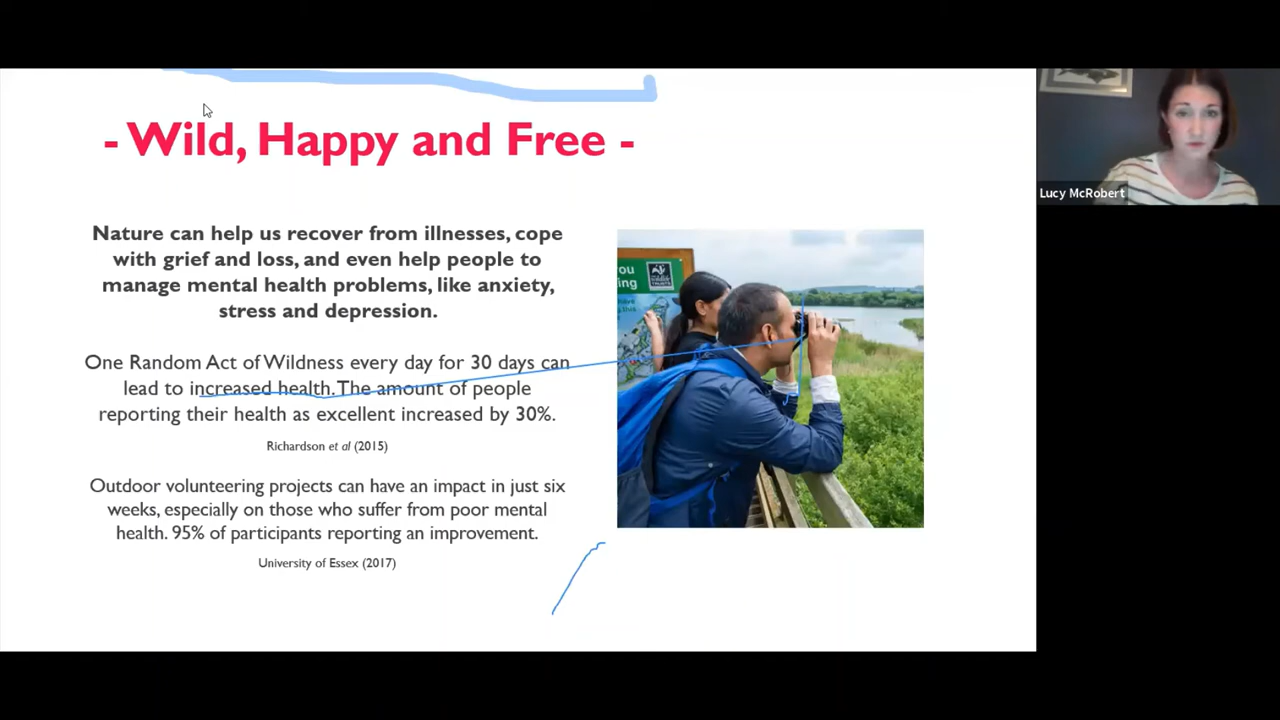 - Wild, Happy and Free -
Nature can help us recover from illnesses, cope
with grief and loss, and even help people to
manage mental health problems, like anxiety,
stress and depression.
One Random Act of Wildness every day for 30 days can
lead to increased health. The amount of people
reporting their health as excellent increased by 30%.
Richardson et al (2015)
Outdoor volunteering projects can have an impact in just six
weeks, especially on those who suffer from poor mental
health. 95% of participants reporting an improvement.
University of Essex (2017)
you
Lucy McRobert